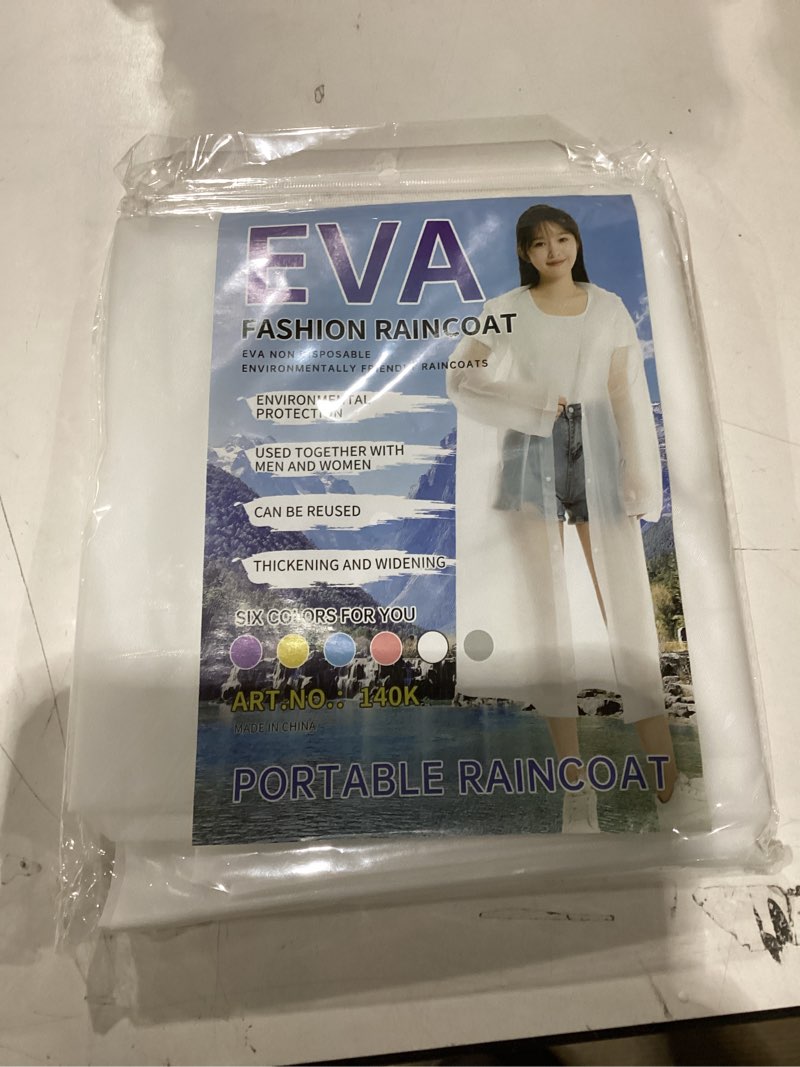 EVA
FASHION RAINCOAT
EVA NON DISPOSABLE
ENVIRONMENTALLY FRIENDLY RAINCOATS
ENVIRONMENTAL
PROTECTION
USED TOGETHER WITH
MEN AND WOMEN
CAN BE REUSED
THICKENING AND WIDENING
SIX COLORS FOR YOU
ART.NO.: 140K
MADE IN CHINA
PORTABLE RAINCOAT